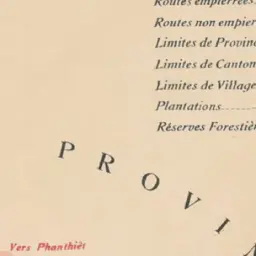 Routes empierrées
Routes non empier
Limites de Provin
Limites de Canton
Limites de Village
Plantations
Réserves Forestièr
PROVI
Vers Phanthiêt